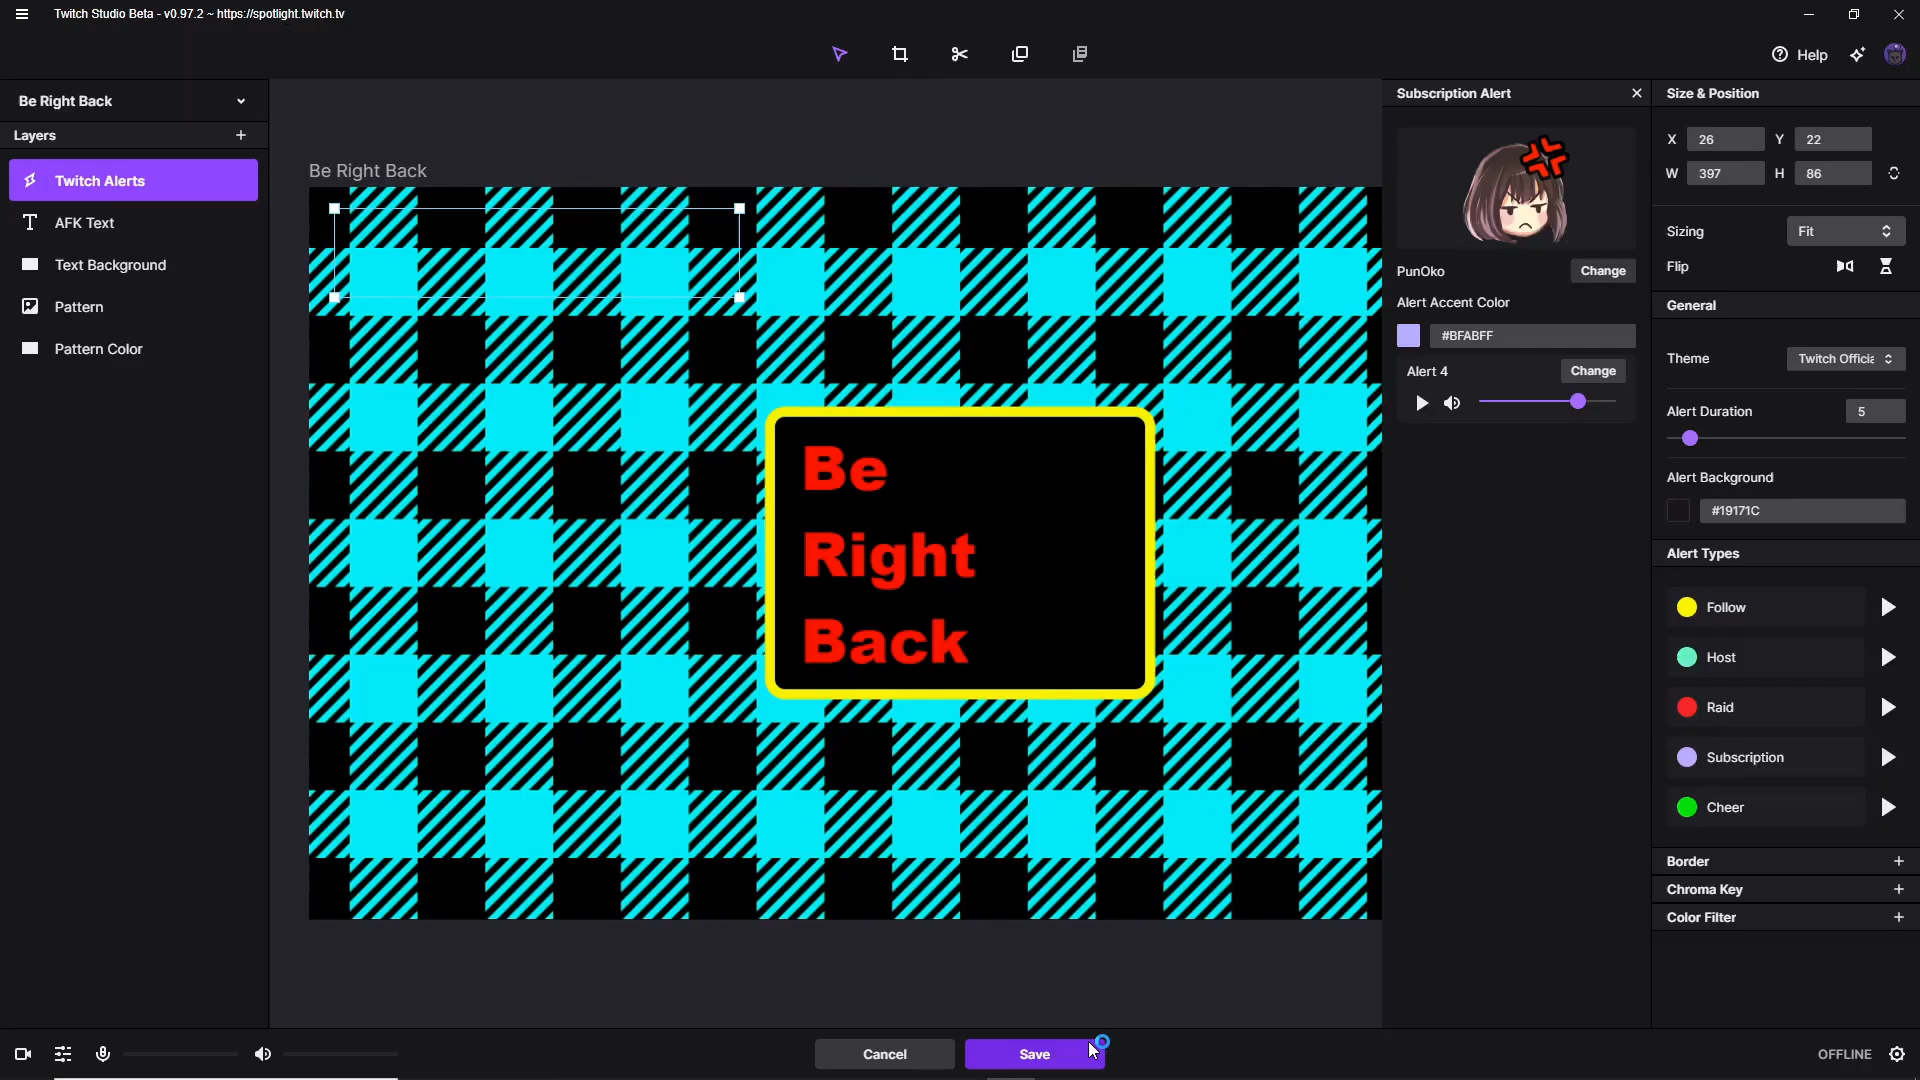 Twitch Studio Beta - v0.97.2 ~ https://spotlight.twitch.tv
Help
Be Right Back
Layers
Twitch Alerts
AFK Text
Text Background
Pattern
Pattern Color
Be Right Back
Be
Right
Back
Subscription Alert
PunOko
Change
Alert Accent Color
#BFABFF
Alert 4
Change
Size & Position
X 26 Y 22
W 397 H 86
Sizing Fit
Flip
General
Theme Twitch Officia
Alert Duration 5
Alert Background
#19171C
Alert Types
Follow
Host
Raid
Subscription
Cheer
Border
Chroma Key
Color Filter
Cancel
Save
OFFLINE